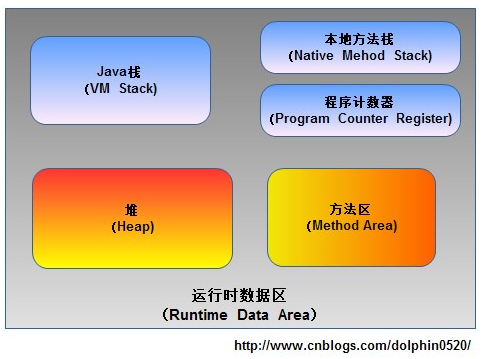 Java栈
(VM Stack)
本地方法栈
(Native Mehod Stack)
程序计数器
(Program Counter Register)
堆
(Heap)
方法区
(Method Area)
运行时数据区
(Runtime Data Area)
http://www.cnblogs.com/dolphin0520/